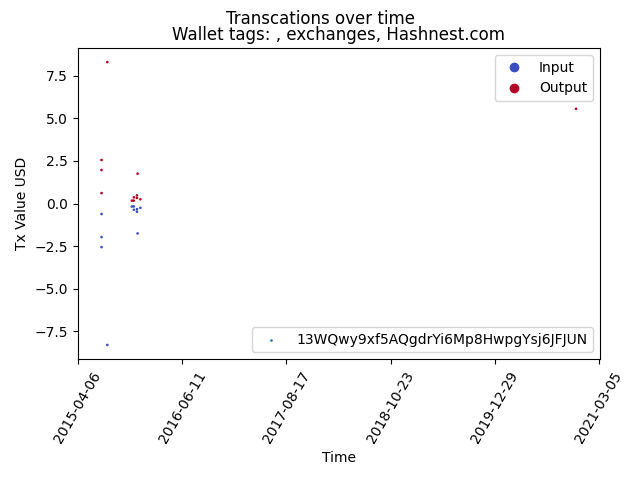 Transcations over time
Wallet tags: , exchanges, Hashnest.com
7.5
5.0
2.5
0.0
−2.5
−5.0
−7.5
Tx Value USD
Input
Output
13WQwy9xf5AQgdrYi6Mp8HwpgYsj6JFJUN
2015-04-06
2016-06-11
2017-08-17
2018-10-23
2019-12-29
2021-03-05
Time